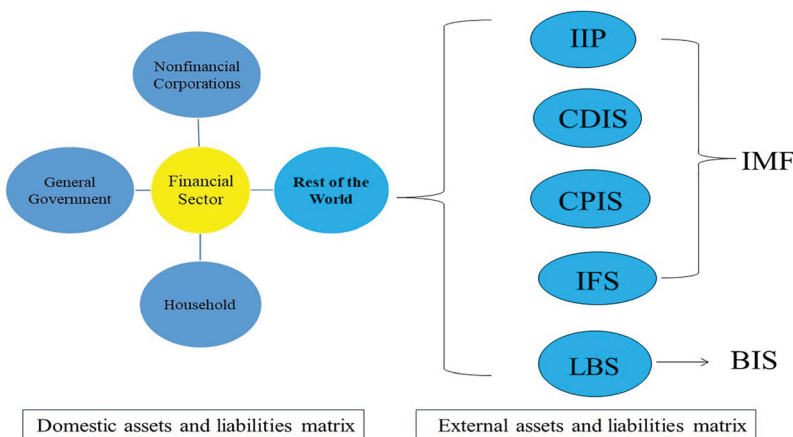 Nonfinancial
Corporations
General
Government
Financial
Sector
Rest of the
World
Household
IIP
CDIS
CPIS
IFS
LBS
IMF
BIS
Domestic assets and liabilities matrix
External assets and liabilities matrix